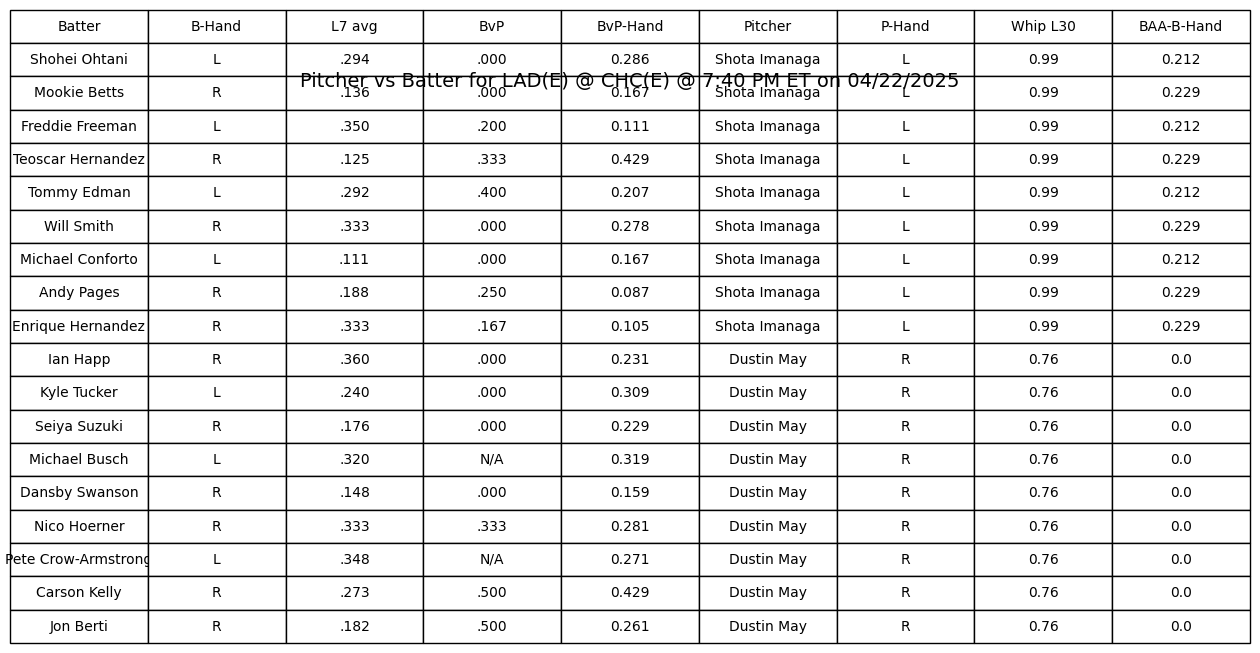 Batter B-Hand L7 avg BvP BvP-Hand Pitcher P-Hand Whip L30 BAA-B-Hand
Shohei Ohtani L .294 .000 0.286 Shota Imanaga L 0.99 0.212
Pitcher vs Batter for LAD(E) @ CHC(E) @ 7:40 PM ET on 04/22/2025
Mookie Betts R .136 .000 0.167 Shota Imanaga L 0.99 0.229
Freddie Freeman L .350 .200 0.111 Shota Imanaga L 0.99 0.212
Teoscar Hernandez R .125 .333 0.429 Shota Imanaga L 0.99 0.229
Tommy Edman L .292 .400 0.207 Shota Imanaga L 0.99 0.212
Will Smith R .333 .000 0.278 Shota Imanaga L 0.99 0.229
Michael Conforto L .111 .000 0.167 Shota Imanaga L 0.99 0.212
Andy Pages R .188 .250 0.087 Shota Imanaga L 0.99 0.229
Enrique Hernandez R .333 .167 0.105 Shota Imanaga L 0.99 0.229
Ian Happ R .360 .000 0.231 Dustin May R 0.76 0.0
Kyle Tucker L .240 .000 0.309 Dustin May R 0.76 0.0
Seiya Suzuki R .176 .000 0.229 Dustin May R 0.76 0.0
Michael Busch L .320 N/A 0.319 Dustin May R 0.76 0.0
Dansby Swanson R .148 .000 0.159 Dustin May R 0.76 0.0
Nico Hoerner R .333 .333 0.281 Dustin May R 0.76 0.0
Pete Crow-Armstrong L .348 N/A 0.271 Dustin May R 0.76 0.0
Carson Kelly R .273 .500 0.429 Dustin May R 0.76 0.0
Jon Berti R .182 .500 0.261 Dustin May R 0.76 0.0